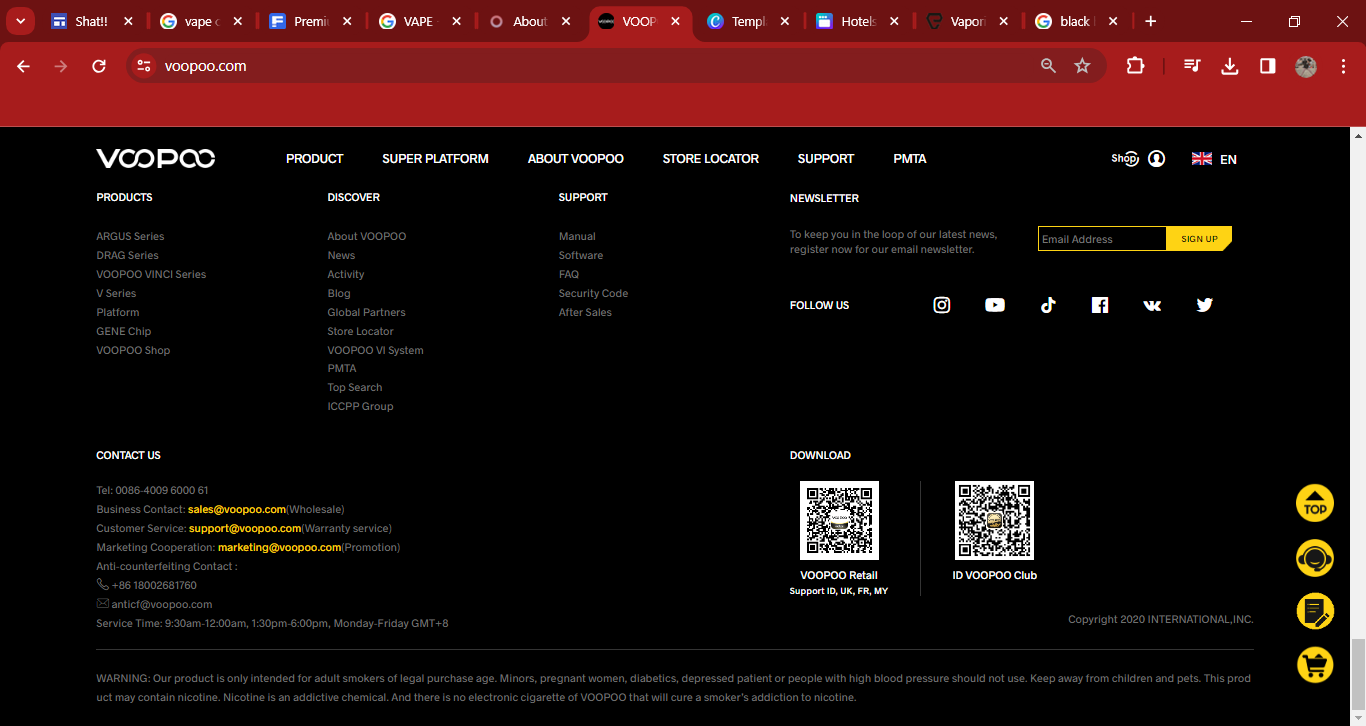 Shat!!
vape c
Premi
VAPE -
About
VOOP
Templ
Hotels
Vapori
black
voopoo.com
VOOPOO
PRODUCT
SUPER PLATFORM
ABOUT VOOPOO
STORE LOCATOR
SUPPORT
PMTA
Shop
EN
PRODUCTS
ARGUS Series
DRAG Series
VOOPOO VINCI Series
V Series
Platform
GENE Chip
VOOPOO Shop
DISCOVER
About VOOPOO
News
Activity
Blog
Global Partners
Store Locator
VOOPOO VI System
PMTA
Top Search
ICCPP Group
SUPPORT
Manual
Software
FAQ
Security Code
After Sales
NEWSLETTER
To keep you in the loop of our latest news,
register now for our email newsletter.
Email Address
SIGN UP
FOLLOW US
CONTACT US
Tel: 0086-4009 6000 61
Business Contact: sales@voopoo.com(Wholesale)
Customer Service: support@voopoo.com(Warranty service)
Marketing Cooperation: marketing@voopoo.com(Promotion)
Anti-counterfeiting Contact :
+86 18002681760
anticf@voopoo.com
Service Time: 9:30am-12:00am, 1:30pm-6:00pm, Monday-Friday GMT+8
DOWNLOAD
VOOPOO Retail
Support ID, UK, FR, MY
ID VOOPOO Club
TOP
Copyright 2020 INTERNATIONAL,INC.
WARNING: Our product is only intended for adult smokers of legal purchase age. Minors, pregnant women, diabetics, depressed patient or people with high blood pressure should not use. Keep away from children and pets. This prod
uct may contain nicotine. Nicotine is an addictive chemical. And there is no electronic cigarette of VOOPOO that will cure a smoker's addiction to nicotine.